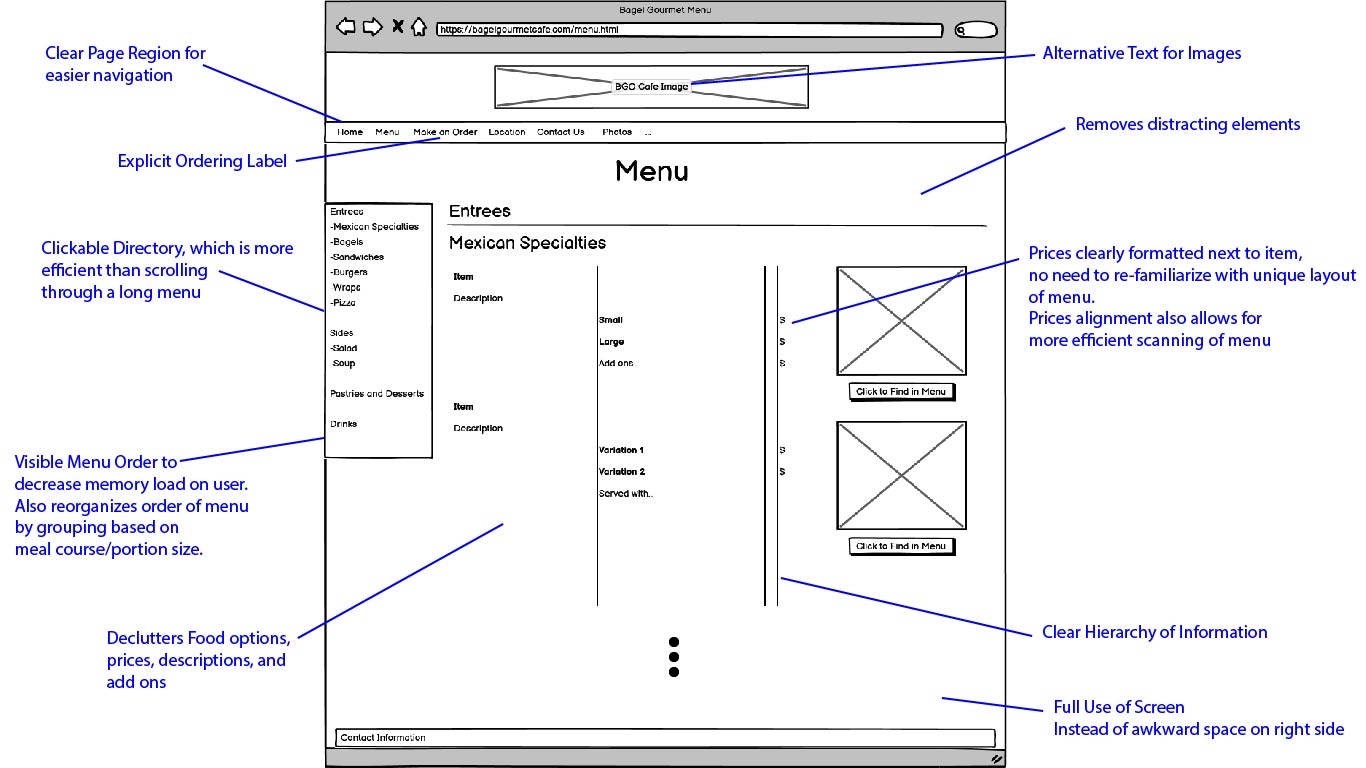 Bagel Gourmet Menu
https://bagelgourmetcafe.com/menu.html
Clear Page Region for
easier navigation
Alternative Text for Images
BGO Cafe Image
Removes distracting elements
Home Menu Make an Order Location Contact Us Photos ...
Explicit Ordering Label
Menu
Entrees
-Mexican Specialties
-Bagels
-Sandwiches
-Burgers
-Wraps
-Pizza
Sides
-Salad
-Soup
Pastries and Desserts
Drinks
Entrees
Mexican Specialties
Item
Description
Small $
Large $
Add ons $
Item
Description
Variation 1 $
Variation 2 $
Served with..
Click to Find in Menu
Click to Find in Menu
Clickable Directory, which is more
efficient than scrolling
through a long menu
Prices clearly formatted next to item,
no need to re-familiarize with unique layout
of menu.
Prices alignment also allows for
more efficient scanning of menu
Visible Menu Order to
decrease memory load on user.
Also reorganizes order of menu
by grouping based on
meal course/portion size.
Declutters Food options,
prices, descriptions, and
add ons
Clear Hierarchy of Information
Full Use of Screen
Instead of awkward space on right side
Contact Information